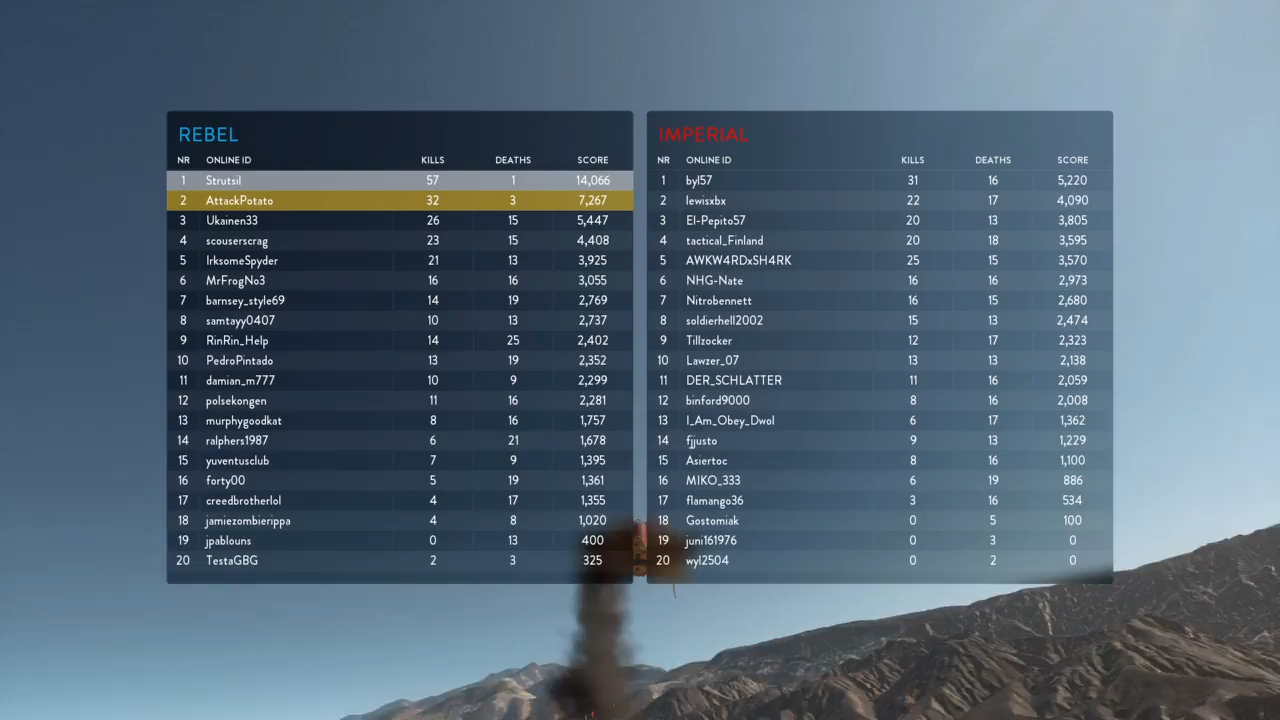 REBEL
NR ONLINE ID KILLS DEATHS SCORE
1 Strutsil 57 1 14,066
2 AttackPotato 32 3 7,267
3 Ukainen33 26 15 5,447
4 scouserscrag 23 15 4,408
5 IrksomeSpyder 21 13 3,925
6 MrFrogNo3 16 16 3,055
7 barnsey_style69 14 19 2,769
8 samtayy0407 10 13 2,737
9 RinRin_Help 14 25 2,402
10 PedroPintado 13 19 2,352
11 damian_m777 10 9 2,299
12 polsekongen 11 16 2,281
13 murphygoodkat 8 16 1,757
14 ralphers1987 6 21 1,678
15 yuventusclub 7 9 1,395
16 forty00 5 19 1,361
17 creedbrotherlol 4 17 1,355
18 jamiezombierippa 4 8 1,020
19 jpablouns 0 13 400
20 TestaGBG 2 3 325
IMPERIAL
NR ONLINE ID KILLS DEATHS SCORE
1 byl57 31 16 5,220
2 lewisxbx 22 17 4,090
3 El-Pepito57 20 13 3,805
4 tactical_Finland 20 18 3,595
5 AWKW4RDxSH4RK 25 15 3,570
6 NHG-Nate 16 16 2,973
7 Nitrobennett 16 15 2,680
8 soldierhell2002 15 13 2,474
9 Tillzocker 12 17 2,323
10 Lawzer_07 13 13 2,138
11 DER_SCHLATTER 11 16 2,059
12 binford9000 8 16 2,008
13 I_Am_Obey_Dwol 6 17 1,362
14 fjjusto 9 13 1,229
15 Asiertoc 8 16 1,100
16 MIKO_333 6 19 886
17 flamango36 3 16 534
18 Gostomiak 0 5 100
19 juni161976 0 3 0
20 wyl2504 0 2 0